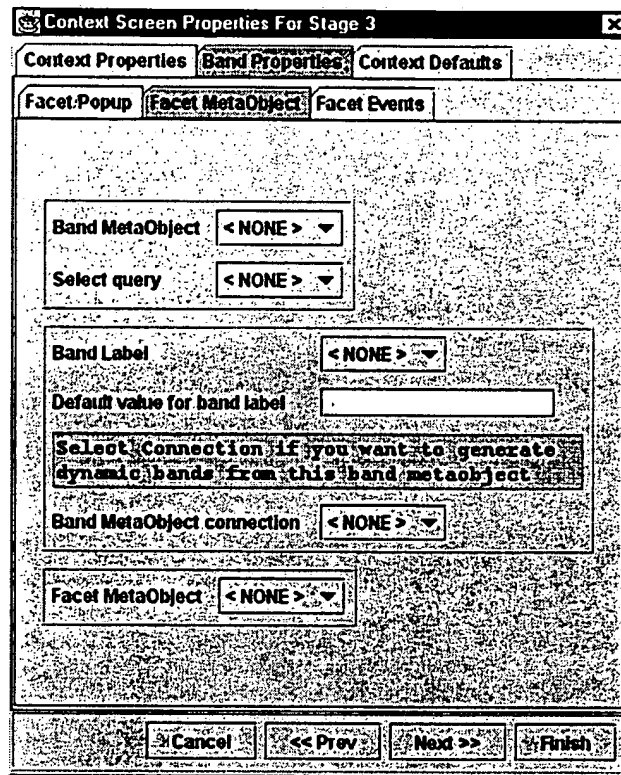 Context Screen Properties For Stage 3
Context Properties Band Properties Context Defaults
Facet/Popup Facet MetaObject Facet Events
Band MetaObject < NONE >
Select query < NONE >
Band Label < NONE >
Default value for band label
Select Connection if you want to generate
dynamic bands from this band metaobject
Band MetaObject connection < NONE >
Facet MetaObject < NONE >
Cancel << Prev Next >> Finish